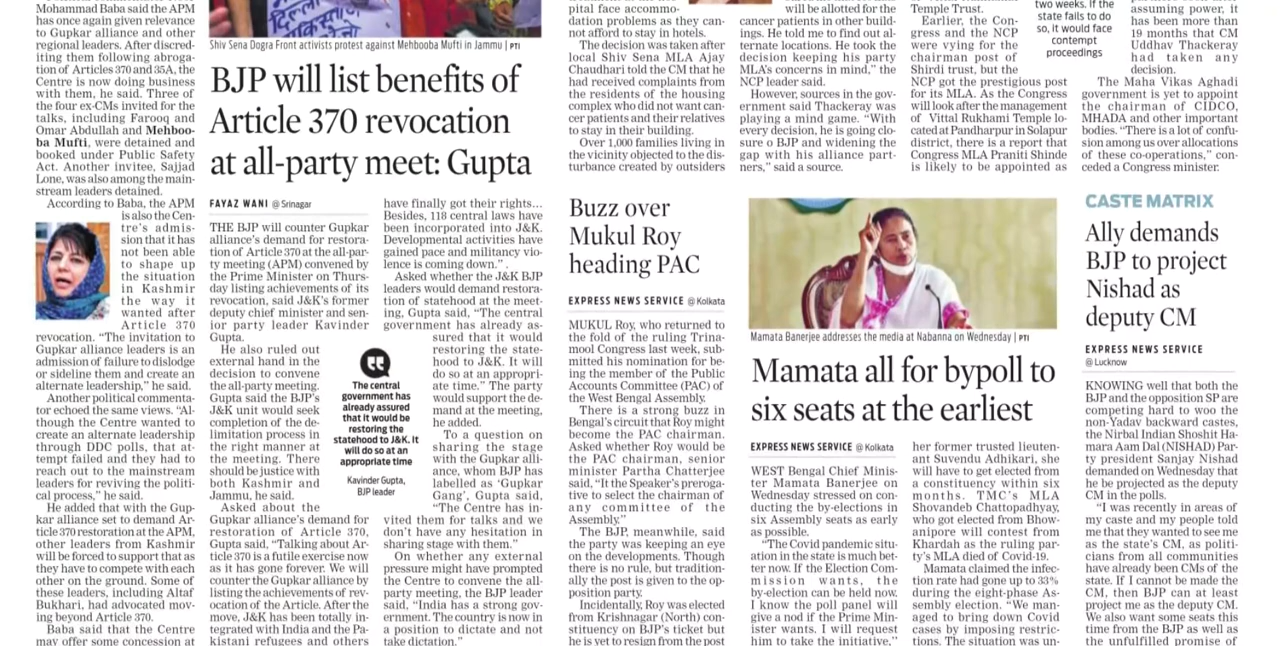 Mohammad Baba said the APM
has once again given relevance
to Gupkar alliance and other
regional leaders. After discred-
iting them following abroga-
tion of Articles 370 and 35A, the
Centre is now doing business
with them, he said. Three of
the four ex-CMs invited for the
talks, including Farooq and
Omar Abdullah and Mehboo-
ba Mufti, were detained and
booked under Public Safety
Act. Another invitee, Sajjad
Lone, was also among the main-
stream leaders detained.
According to Baba, the APM
is also the Cen-
tre's admis-
sion that it has
not been able
to shape up
the situation
in Kashmir
the way it
wanted after
Article 370
revocation. "The invitation to
Gupkar alliance leaders is an
admission of failure to dislodge
or sideline them and create an
alternate leadership," he said.
Another political commenta-
tor echoed the same views. "Al-
though the Centre wanted to
create an alternate leadership
through DDC polls, that at-
tempt failed and they had to
reach out to the mainstream
leaders for reviving the politi-
cal process," he said.
He added that with the Gup-
kar alliance set to demand Ar-
ticle 370 restoration at the APM,
other leaders from Kashmir
will be forced to support that as
they have to compete with each
other on the ground. Some of
these leaders, including Altaf
Bukhari, had advocated mov-
ing beyond Article 370.
Baba said that the Centre
may offer some concession at
Shiv Sena Dogra Front activists protest against Mehbooba Mufti in Jammu | PTI
BJP will list benefits of
Article 370 revocation
at all-party meet: Gupta
FAYAZ WANI @ Srinagar
THE BJP will counter Gupkar
alliance's demand for restora-
tion of Article 370 at the all-par-
ty meeting (APM) convened by
the Prime Minister on Thurs-
day listing achievements of its
revocation, said J&K's former
deputy chief minister and sen-
ior party leader Kavinder
Gupta.
He also ruled out
external hand in the
decision to convene
the all-party meeting.
Gupta said the BJP's
J&K unit would seek
completion of the de-
limitation process in
the right manner at
the meeting. There
should be justice with
both Kashmir and
Jammu, he said.
Asked about the
Gupkar alliance's demand for
restoration of Article 370,
Gupta said, "Talking about Ar-
ticle 370 is a futile exercise now
as it has gone forever. We will
counter the Gupkar alliance by
listing the achievements of rev-
ocation of the Article. After the
move, J&K has been totally in-
tegrated with India and the Pa-
kistani refugees and others
have finally got their rights...
Besides, 118 central laws have
been incorporated into J&K.
Developmental activities have
gained pace and militancy vio-
lence is coming down.".
Asked whether the J&K BJP
leaders would demand restora-
tion of statehood at the meet-
ing, Gupta said, "The central
government has already as-
sured that it would be
restoring the state-
hood to J&K. It will
do so at an appropri-
ate time." The party
would support the de-
mand at the meeting,
he added.
To a question on
sharing the stage
with the Gupkar alli-
ance, whom BJP has
labelled as 'Gupkar
Gang', Gupta said,
"The Centre has in-
vited them for talks and we
don't have any hesitation in
sharing stage with them."
On whether any external
pressure might have prompted
the Centre to convene the all-
party meeting, the BJP leader
said, "India has a strong gov-
ernment. The country is now in
a position to dictate and not
take dictation."
The central
government has
already assured
that it would be
restoring the
statehood to J&K. It
will do so at an
appropriate time
Kavinder Gupta,
BJP leader
pital face accommo-
dation problems as they can-
not afford to stay in hotels.
The decision was taken after
local Shiv Sena MLA Ajay
Chaudhari told the CM that he
had received complaints from
the residents of the housing
complex who did not want can-
cer patients and their relatives
to stay in their building.
Over 1,000 families living in
the vicinity objected to the dis-
turbance created by outsiders
will be allotted for the
cancer patients in other build-
ings. He told me to find out al-
ternate locations. He took the
decision keeping his party
MLA's concerns in mind," the
NCP leader said.
However, sources in the gov-
ernment said Thackeray was
playing a mind game. "With
every decision, he is going clo-
sure o BJP and widening the
gap with his alliance part-
ners," said a source.
Temple Trust.
Earlier, the Con-
gress and the NCP
were vying for the
chairman post of
Shirdi trust, but the
NCP got the prestigious post
for its MLA. As the Congress
will look after the management
of Vittal Rukhami Temple lo-
cated at Pandharpur in Solapur
district, there is a report that
Congress MLA Praniti Shinde
is likely to be appointed as
two weeks. If the
state fails to do
so, it would face
contempt
proceedings
assuming power, it
has been more than
19 months that CM
Uddhav Thackeray
had taken any
decision.
The Maha Vikas Aghadi
government is yet to appoint
the chairman of CIDCO,
MHADA and other important
bodies. "There is a lot of confu-
sion among us over allocations
of these co-operations," con-
ceded a Congress minister.
Buzz over
Mukul Roy
heading PAC
EXPRESS NEWS SERVICE @ Kolkata
MUKUL Roy, who returned to
the fold of the ruling Trina-
mool Congress last week, sub-
mitted his nomination for be-
ing the member of the Public
Accounts Committee (PAC) of
the West Bengal Assembly.
There is a strong buzz in
Bengal's circuit that Roy might
become the PAC chairman.
Asked whether Roy would be
the PAC chairman, senior
minister Partha Chatterjee
said, "It the Speaker's preroga-
tive to select the chairman of
any committee of the
Assembly."
The BJP, meanwhile, said
the party was keeping an eye
on the developments. Though
there is no rule, but tradition-
ally the post is given to the op-
position party.
Incidentally, Roy was elected
from Krishnagar (North) con-
stituency on BJP's ticket but
he is yet to resign from the post
Mamata Banerjee addresses the media at Nabanna on Wednesday | PTI
Mamata all for bypoll to
six seats at the earliest
EXPRESS NEWS SERVICE @ Kolkata
WEST Bengal Chief Minis-
ter Mamata Banerjee on
Wednesday stressed on con-
ducting the by-elections in
six Assembly seats as early
as possible.
"The Covid pandemic situ-
ation in the state is much bet-
ter now. If the Election Com-
mission wants, the
by-election can be held now.
I know the poll panel will
give a nod if the Prime Min-
ister wants. I will request
him to take the initiative,"
her former trusted lieuten-
ant Suvendu Adhikari, she
will have to get elected from
a constituency within six
months. TMC's MLA
Shovandeb Chattopadhyay,
who got elected from Bhow-
anipore will contest from
Khardah as the ruling par-
ty's MLA died of Covid-19.
Mamata claimed the infec-
tion rate had gone up to 33%
during the eight-phase As-
sembly election. "We man-
aged to bring down Covid
cases by imposing restric-
tions. The situation was un-
CASTE MATRIX
Ally demands
BJP to project
Nishad as
deputy CM
EXPRESS NEWS SERVICE
@ Lucknow
KNOWING well that both the
BJP and the opposition SP are
competing hard to woo the
non-Yadav backward castes,
the Nirbal Indian Shoshit Ha-
mara Aam Dal (NISHAD) Par-
ty president Sanjay Nishad
demanded on Wednesday that
he be projected as the deputy
CM in the polls.
"I was recently in areas of
my caste and my people told
me that they wanted to see me
as the state's CM, as politi-
cians from all communities
have already been CMs of the
state. If I cannot be made the
CM, then BJP can at least
project me as the deputy CM.
We also want some seats this
time from the BJP as well as
the unfulfilled promise of